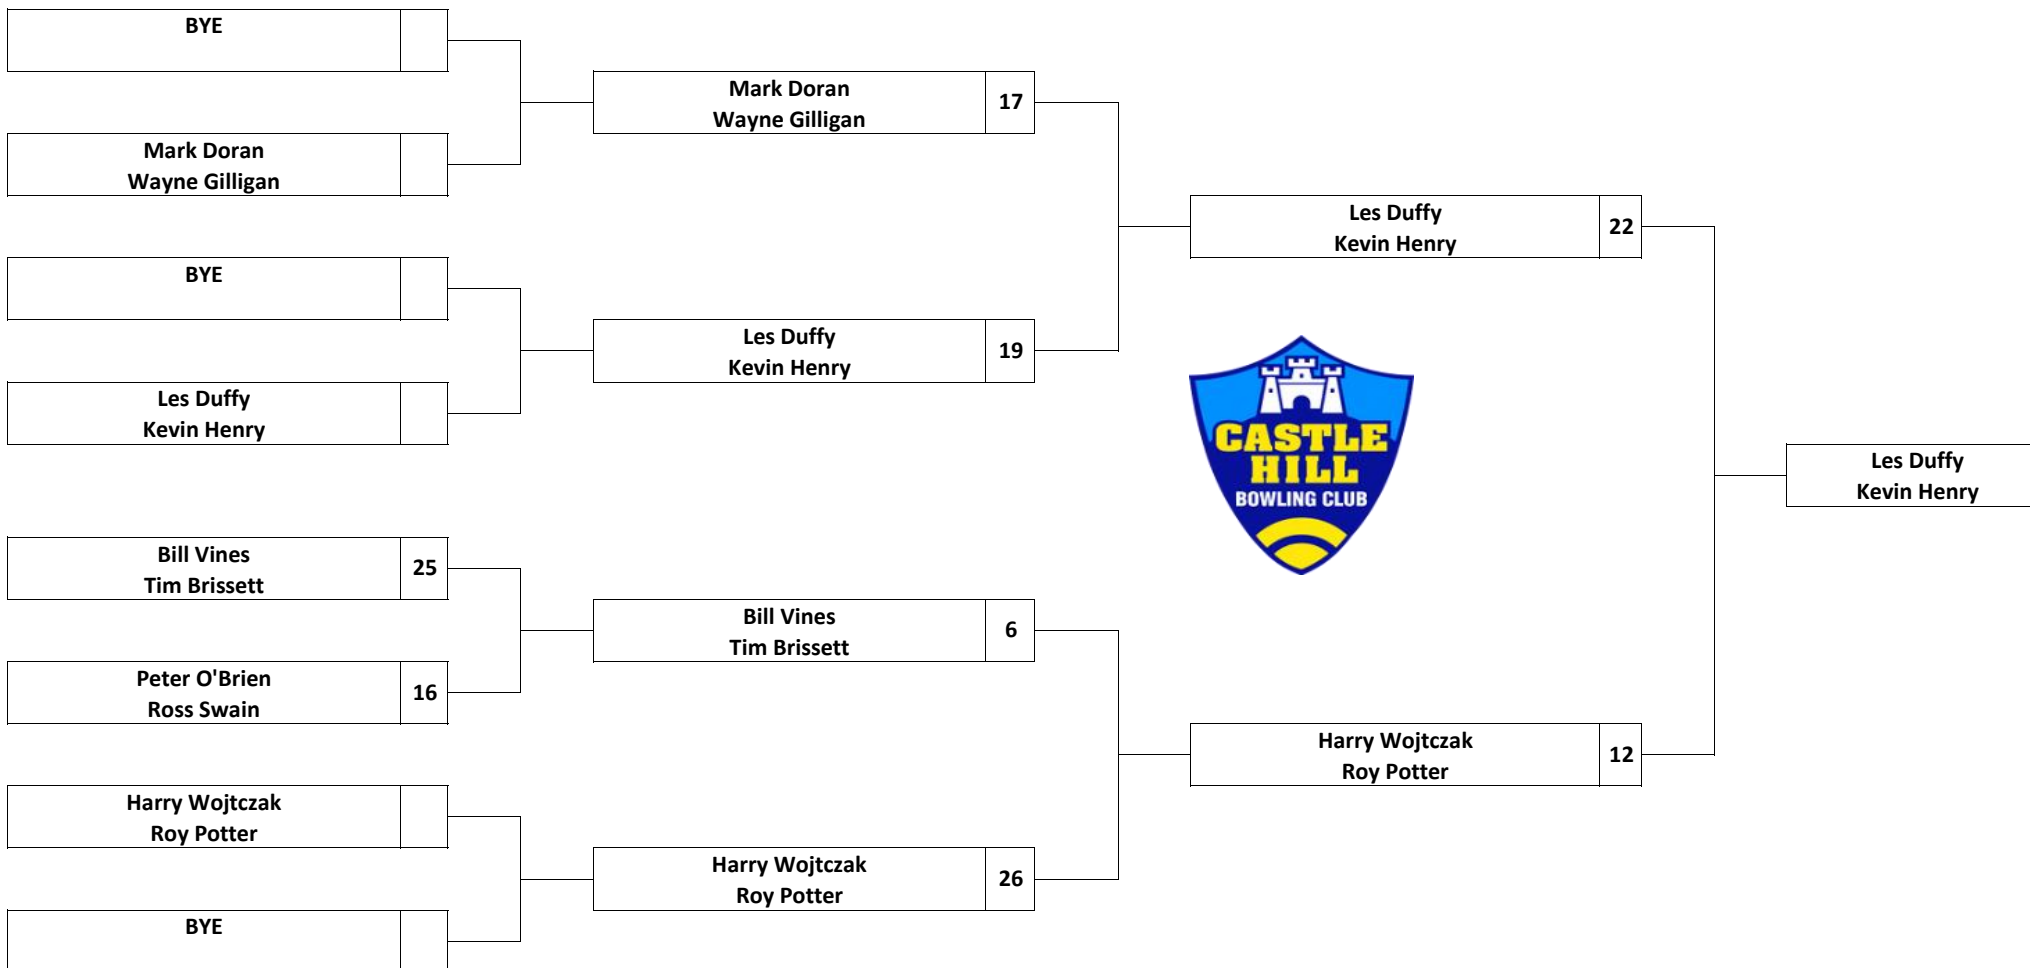 BYE
Mark Doran
Wayne Gilligan
BYE
Les Duffy
Kevin Henry
Bill Vines
Tim Brissett
25
Peter O'Brien
Ross Swain
16
Harry Wojtczak
Roy Potter
BYE
Mark Doran
Wayne Gilligan
17
Les Duffy
Kevin Henry
19
Bill Vines
Tim Brissett
6
Harry Wojtczak
Roy Potter
26
Les Duffy
Kevin Henry
22
CASTLE
HILL
BOWLING CLUB
Harry Wojtczak
Roy Potter
12
Les Duffy
Kevin Henry